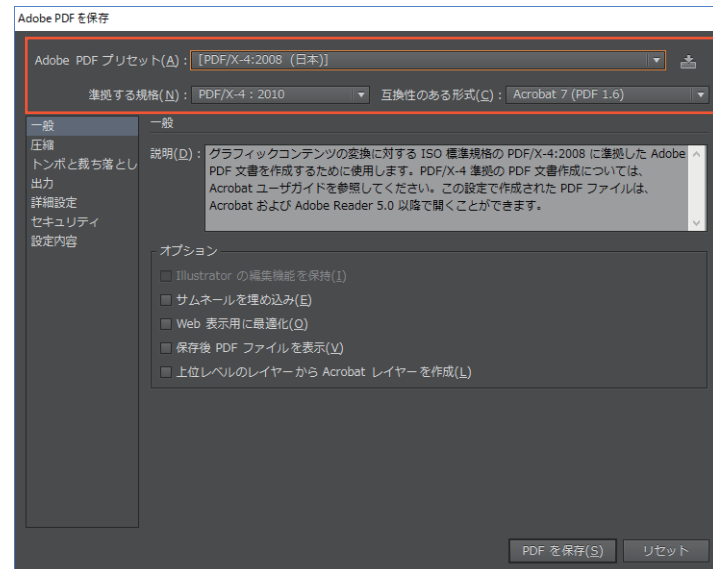 Adobe PDF を保存
Adobe PDF プリセット(A) : [PDF/X-4:2008 (日本)]
準拠する規格(N) : PDF/X-4 : 2010 互換性のある形式(C) : Acrobat 7 (PDF 1.6)
一般
圧縮
トンボと裁ち落とし
出力
詳細設定
セキュリティ
設定内容
一般
説明(D) : グラフィックコンテンツの変換に対する ISO 標準規格の PDF/X-4:2008 に準拠した Adobe
PDF 文書を作成するために使用します。PDF/X-4 準拠の PDF 文書作成については、
Acrobat ユーザガイドを参照してください。この設定で作成された PDF ファイルは、
Acrobat および Adobe Reader 5.0 以降で開くことができます。
オプション
Illustrator の編集機能を保持(I)
サムネールを埋め込み(E)
Web 表示用に最適化(O)
保存後 PDF ファイルを表示(V)
上位レベルのレイヤーから Acrobat レイヤーを作成(L)
PDF を保存(S) リセット